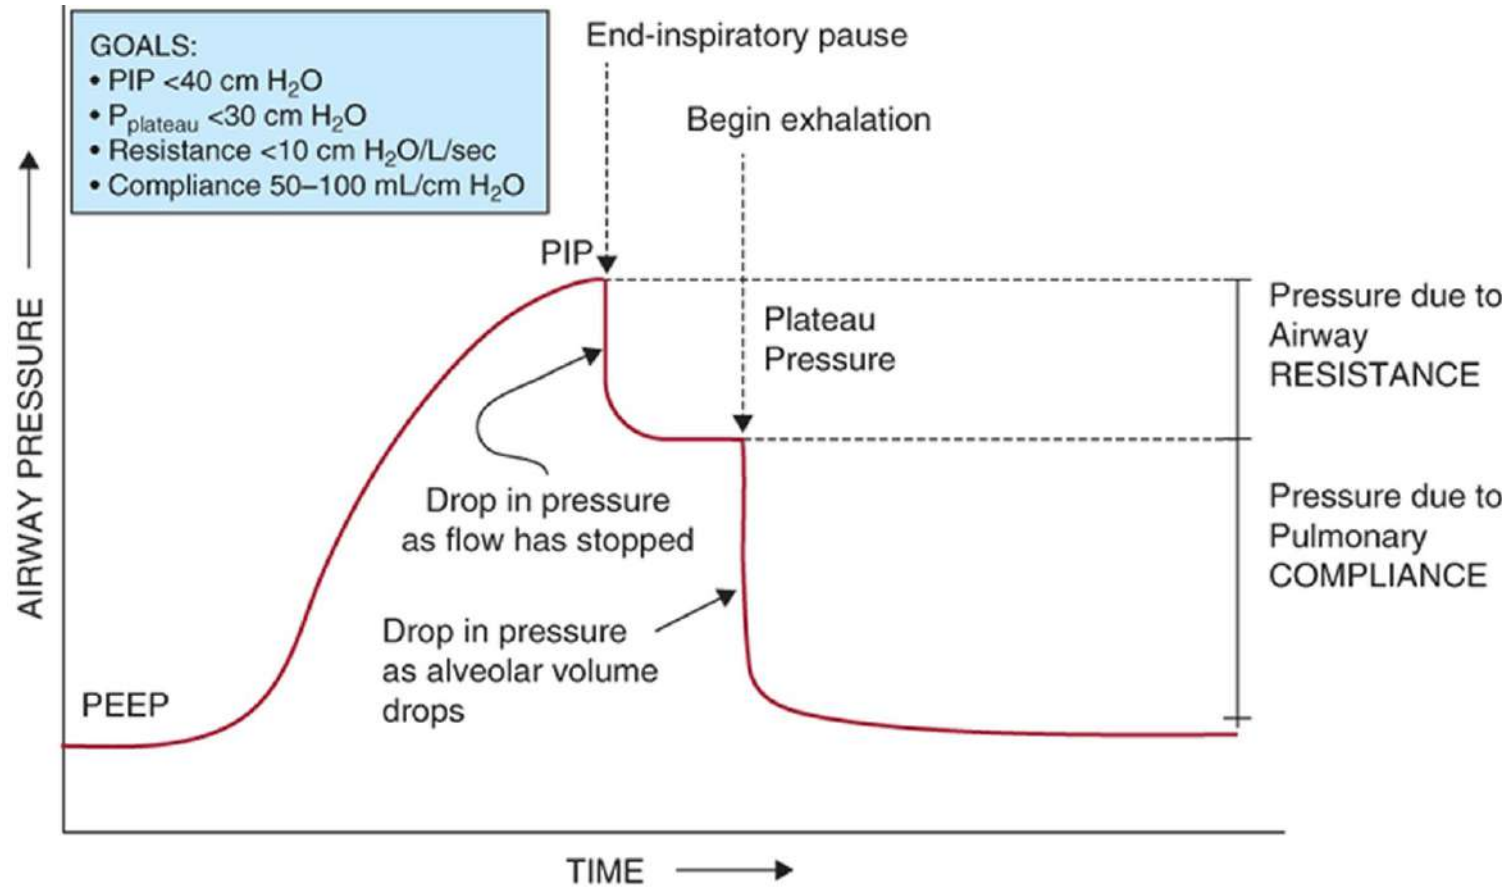 GOALS:
• PIP <40 cm H₂O
• Pplateau <30 cm H₂O
• Resistance <10 cm H₂O/L/sec
• Compliance 50–100 mL/cm H₂O
End-inspiratory pause
Begin exhalation
PIP
Plateau
Pressure
Pressure due to
Airway
RESISTANCE
Drop in pressure
as flow has stopped
Pressure due to
Pulmonary
COMPLIANCE
Drop in pressure
as alveolar volume
drops
PEEP
AIRWAY PRESSURE
TIME